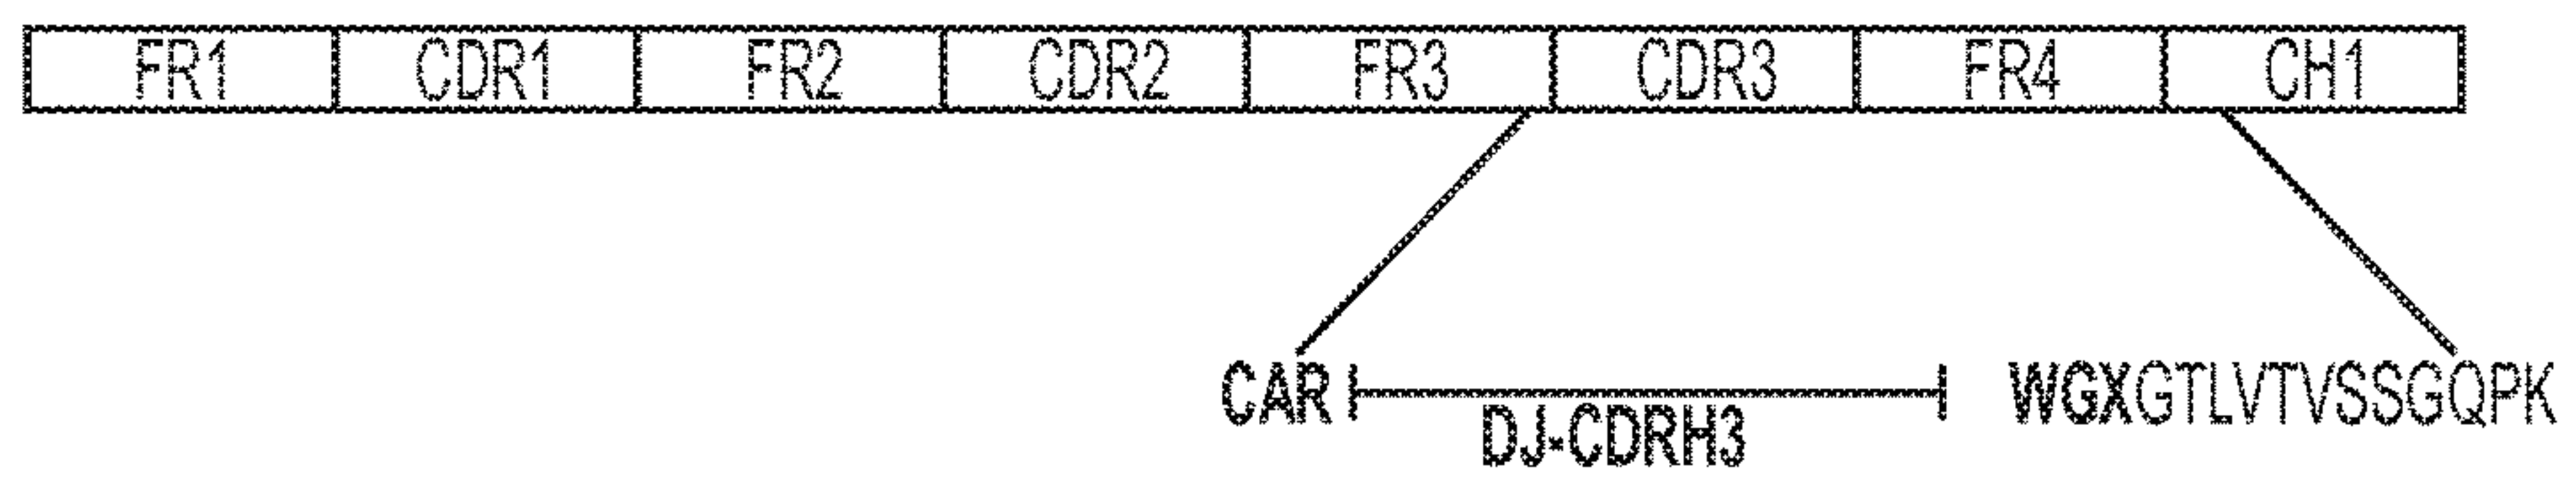 FR1 CDR1 FR2 CDR2 FR3 CDR3 FR4 CH1
CAR WGXGTLVTVSSGQPK
DJ-CDRH3